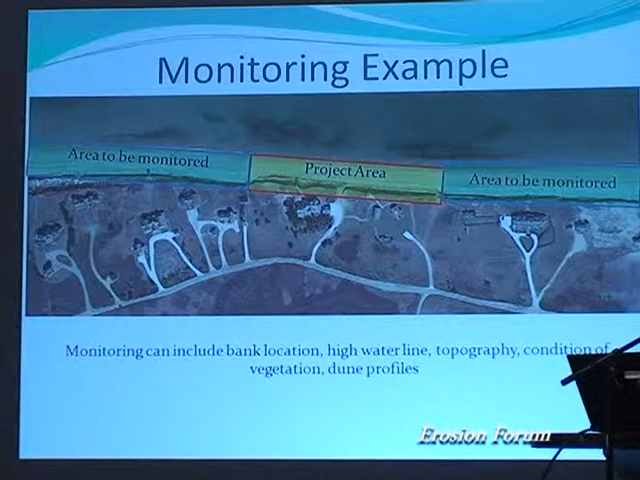 Monitoring Example
Area to be monitored
Project Area
Area to be monitored
Monitoring can include bank location, high water line, topography, condition of
vegetation, dune profiles
Erosion Forum